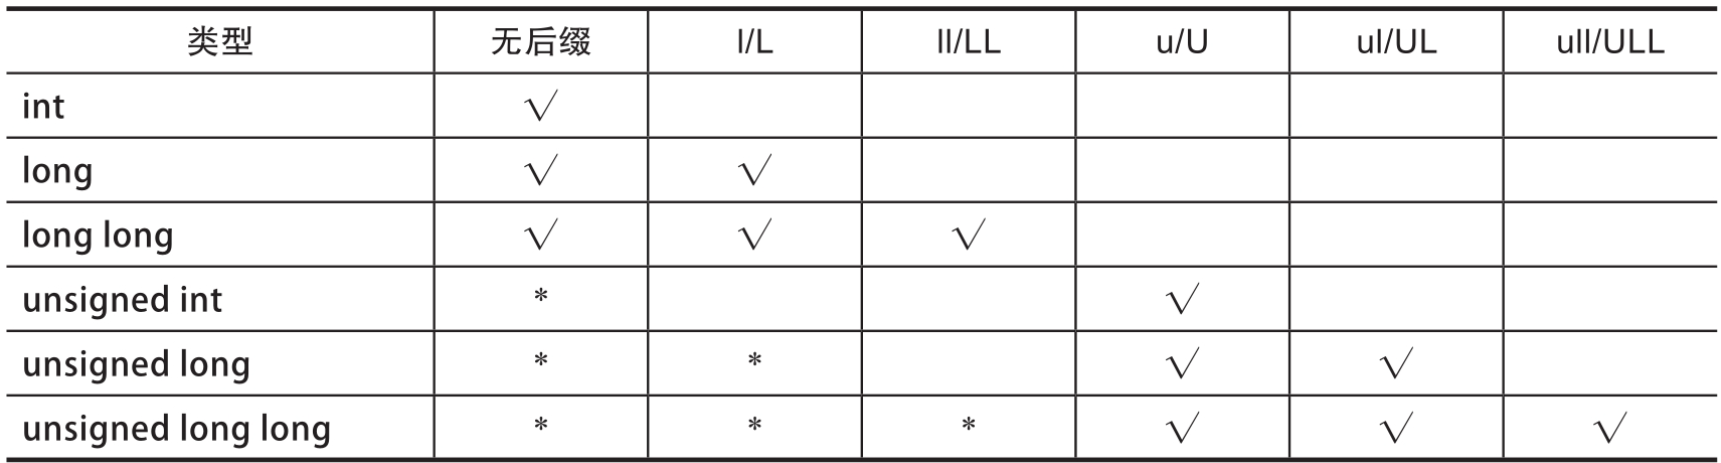 类型 无后缀 l/L ll/LL u/U ul/UL ull/ULL
int √
long √ √
long long √ √ √
unsigned int * √
unsigned long * * √ √
unsigned long long * * * √ √ √